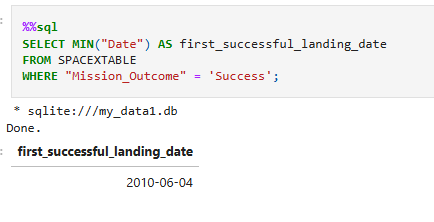 %%sql
SELECT MIN("Date") AS first_successful_landing_date
FROM SPACEXTABLE
WHERE "Mission_Outcome" = 'Success';
* sqlite:///my_data1.db
Done.
first_successful_landing_date
2010-06-04